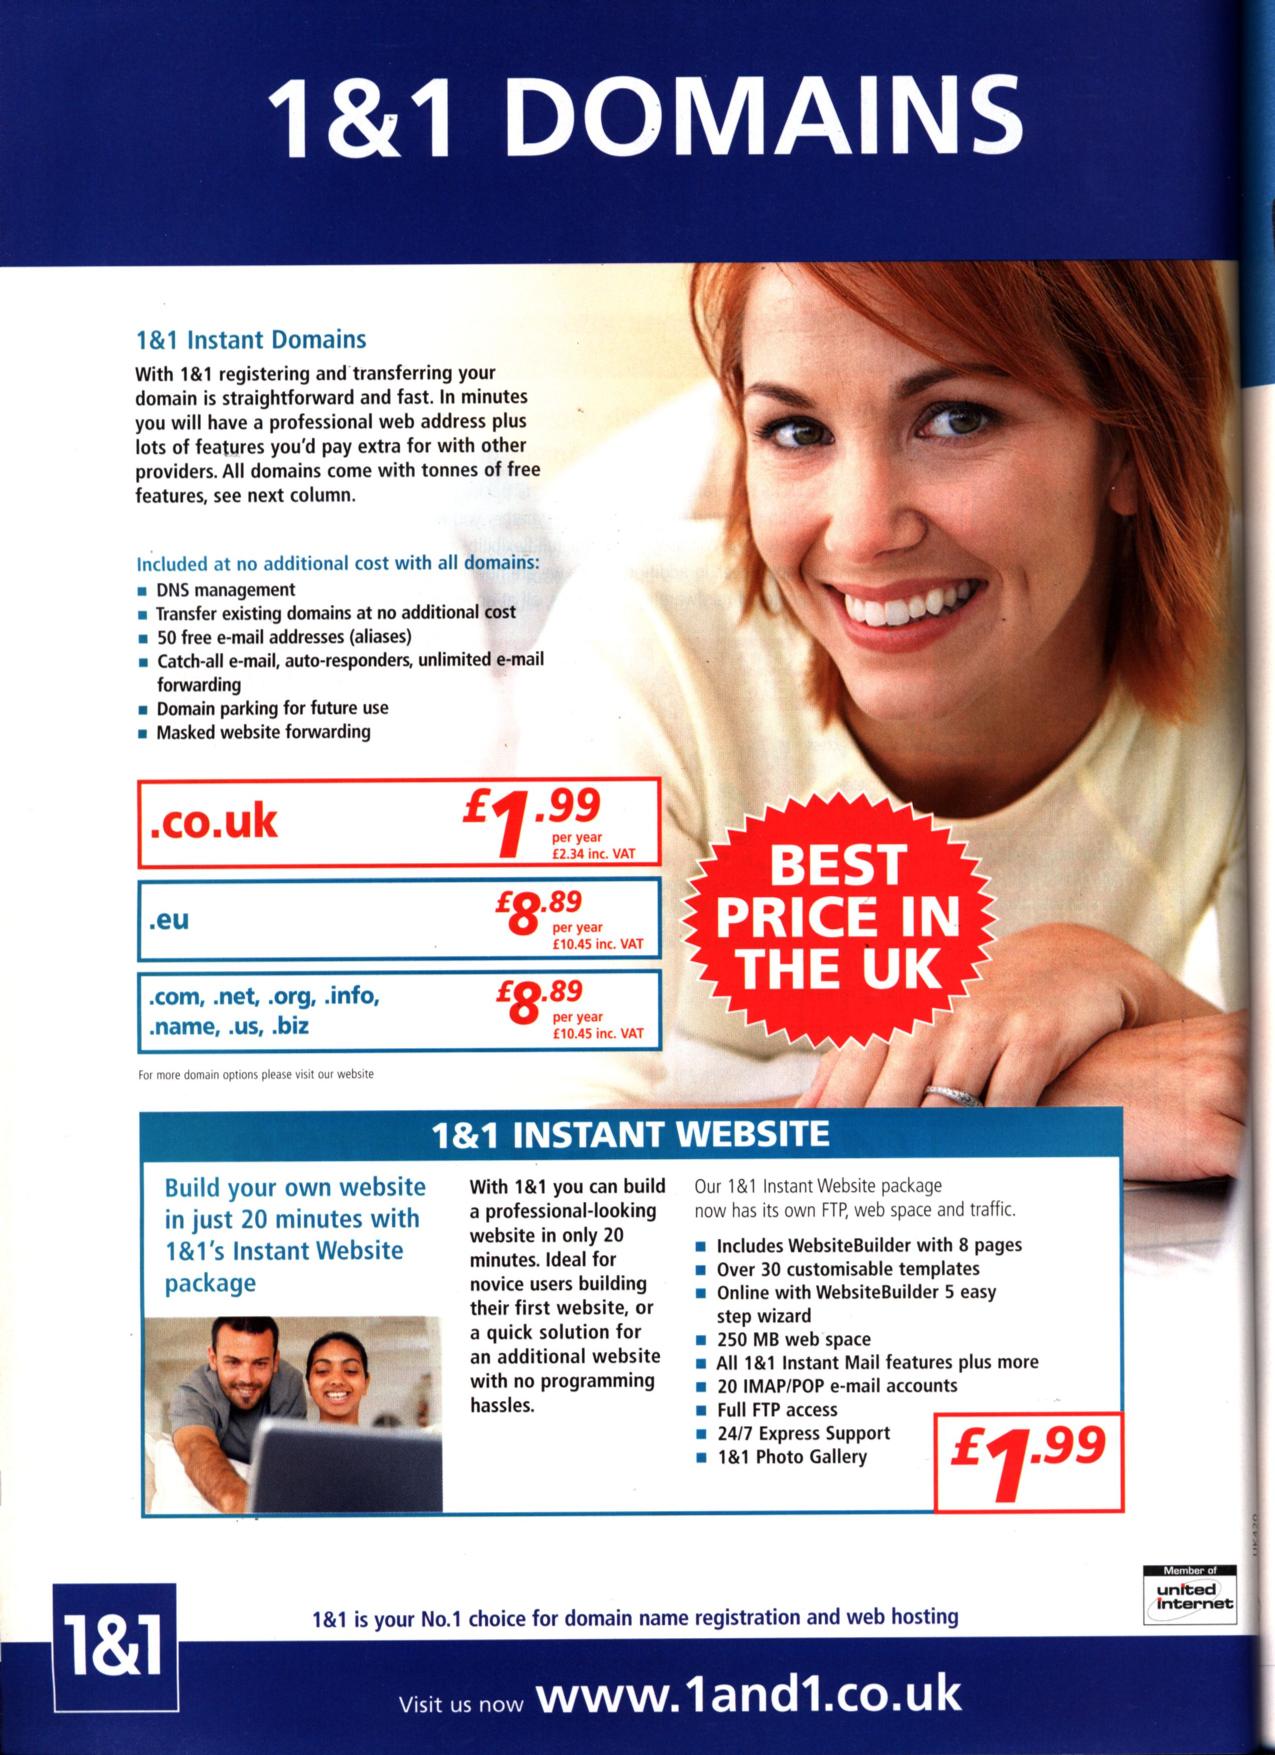 1&1 DOMAINS
1&1 Instant Domains
With 1&1 registering and transferring your
domain is straightforward and fast. In minutes
you will have a professional web address plus
lots of features you'd pay extra for with other
providers. All domains come with tonnes of free
features, see next column.
Included at no additional cost with all domains:
■ DNS management
■ Transfer existing domains at no additional cost
■ 50 free e-mail addresses (aliases)
■ Catch-all e-mail, auto-responders, unlimited e-mail
forwarding
■ Domain parking for future use
■ Masked website forwarding
.co.uk £1.99
per year
£2.34 inc. VAT
.eu £8.89
per year
£10.45 inc. VAT
.com, .net, .org, .info,
.name, .us, .biz
£8.89
per year
£10.45 inc. VAT
BEST
PRICE IN
THE UK
For more domain options please visit our website
1&1 INSTANT WEBSITE
Build your own website
in just 20 minutes with
1&1's Instant Website
package
With 1&1 you can build
a professional-looking
website in only 20
minutes. Ideal for
novice users building
their first website, or
a quick solution for
an additional website
with no programming
hassles.
Our 1&1 Instant Website package
now has its own FTP, web space and traffic.
■ Includes WebsiteBuilder with 8 pages
■ Over 30 customisable templates
■ Online with WebsiteBuilder 5 easy
step wizard
■ 250 MB web space
■ All 1&1 Instant Mail features plus more
■ 20 IMAP/POP e-mail accounts
■ Full FTP access
■ 24/7 Express Support
■ 1&1 Photo Gallery
£1.99
Member of
united
internet
1&1 is your No.1 choice for domain name registration and web hosting
1&1
Visit us now www.1and1.co.uk